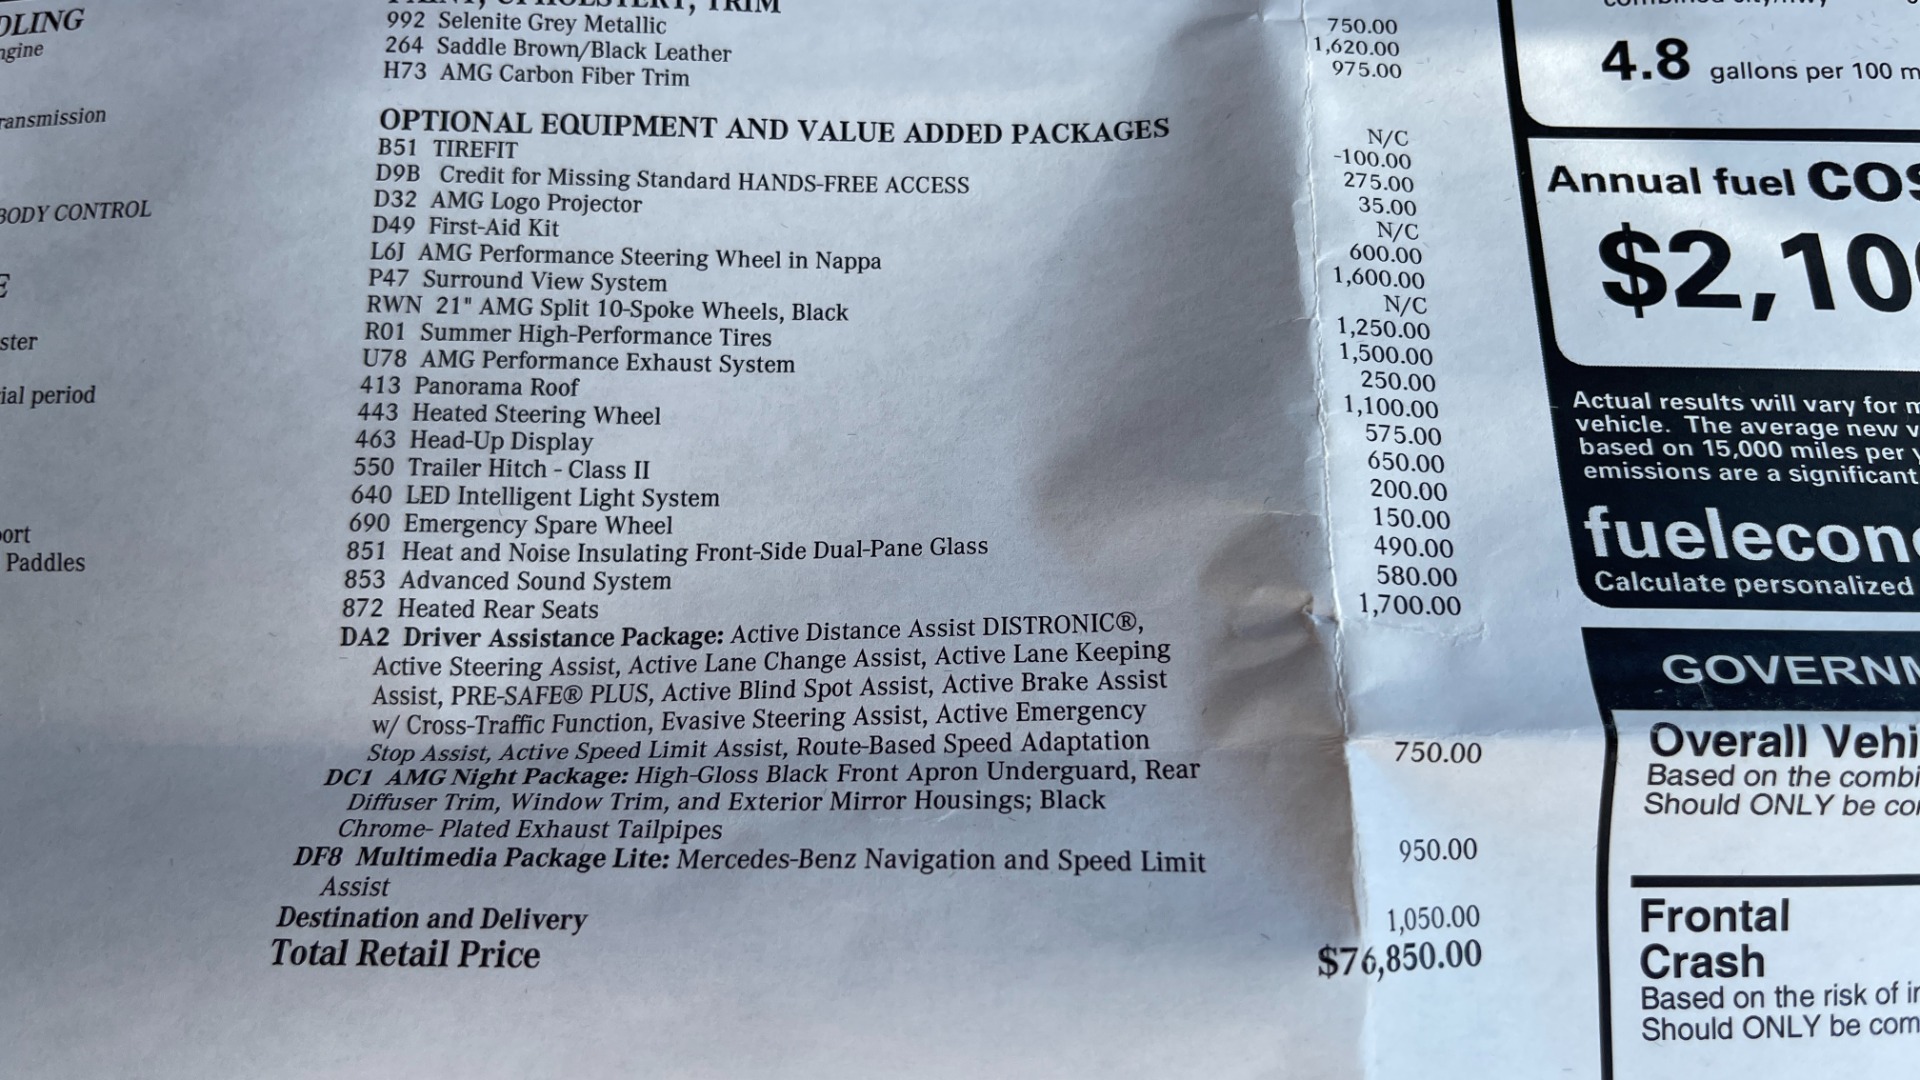 DLING
ngine
ransmission
BODY CONTROL
E
ster
ial period
ort
Paddles
PAINT, UPHOLSTERY, TRIM
992 Selenite Grey Metallic 750.00
264 Saddle Brown/Black Leather 1,620.00
H73 AMG Carbon Fiber Trim 975.00
OPTIONAL EQUIPMENT AND VALUE ADDED PACKAGES
B51 TIREFIT N/C
D9B Credit for Missing Standard HANDS-FREE ACCESS -100.00
D32 AMG Logo Projector 275.00
D49 First-Aid Kit 35.00
L6J AMG Performance Steering Wheel in Nappa N/C
P47 Surround View System 600.00
RWN 21" AMG Split 10-Spoke Wheels, Black 1,600.00
R01 Summer High-Performance Tires N/C
U78 AMG Performance Exhaust System 1,250.00
413 Panorama Roof 1,500.00
443 Heated Steering Wheel 250.00
463 Head-Up Display 1,100.00
550 Trailer Hitch - Class II 575.00
640 LED Intelligent Light System 650.00
690 Emergency Spare Wheel 200.00
851 Heat and Noise Insulating Front-Side Dual-Pane Glass 150.00
853 Advanced Sound System 490.00
872 Heated Rear Seats 580.00
DA2 Driver Assistance Package: Active Distance Assist DISTRONIC®, 1,700.00
Active Steering Assist, Active Lane Change Assist, Active Lane Keeping
Assist, PRE-SAFE® PLUS, Active Blind Spot Assist, Active Brake Assist
w/ Cross-Traffic Function, Evasive Steering Assist, Active Emergency
Stop Assist, Active Speed Limit Assist, Route-Based Speed Adaptation
DC1 AMG Night Package: High-Gloss Black Front Apron Underguard, Rear 750.00
Diffuser Trim, Window Trim, and Exterior Mirror Housings; Black
Chrome- Plated Exhaust Tailpipes
DF8 Multimedia Package Lite: Mercedes-Benz Navigation and Speed Limit 950.00
Assist
Destination and Delivery 1,050.00
Total Retail Price $76,850.00
4.8 gallons per 100 m
Annual fuel COS
$2,100
Actual results will vary for m
vehicle. The average new v
based on 15,000 miles per y
emissions are a significant
fuelecono
Calculate personalized
GOVERNM
Overall Vehi
Based on the combi
Should ONLY be co
Frontal
Crash
Based on the risk of in
Should ONLY be com